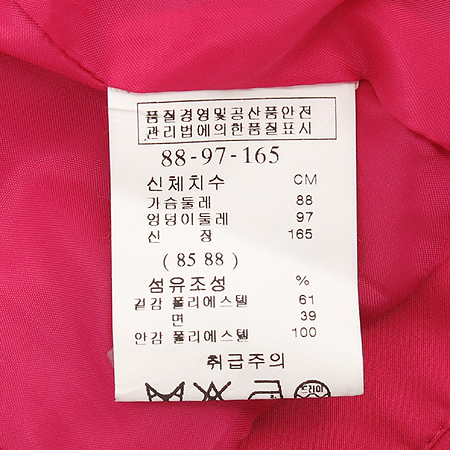 품질경영및공산품안전
관리법에의한품질표시
88-97-165
신체치수 CM
가슴둘레 88
엉덩이둘레 97
신 장 165
( 85 88 )
섬유조성 %
겉감 폴리에스텔 61
면 39
안감 폴리에스텔 100
취급주의
드라이